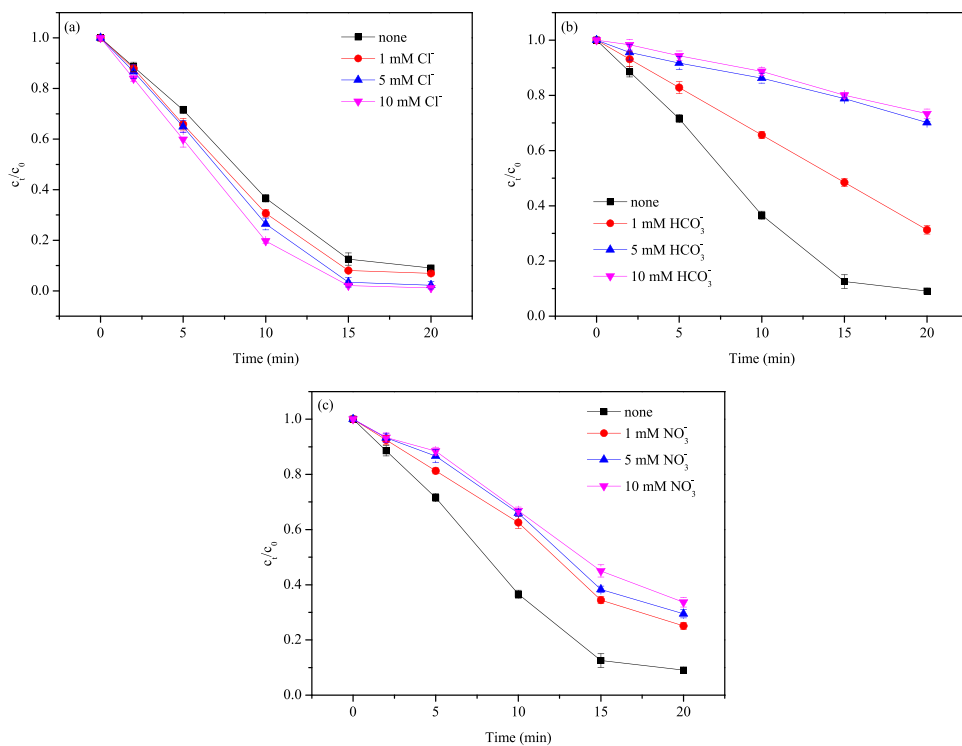 (a)
none
1 mM Cl⁻
5 mM Cl⁻
10 mM Cl⁻
1.0
0.8
0.6
0.4
0.2
0.0
c_t/c_0
0 5 10 15 20
Time (min)
(b)
none
1 mM HCO₃⁻
5 mM HCO₃⁻
10 mM HCO₃⁻
1.0
0.8
0.6
0.4
0.2
0.0
c_t/c_0
0 5 10 15 20
Time (min)
(c)
none
1 mM NO₃⁻
5 mM NO₃⁻
10 mM NO₃⁻
1.0
0.8
0.6
0.4
0.2
0.0
c_t/c_0
0 5 10 15 20
Time (min)